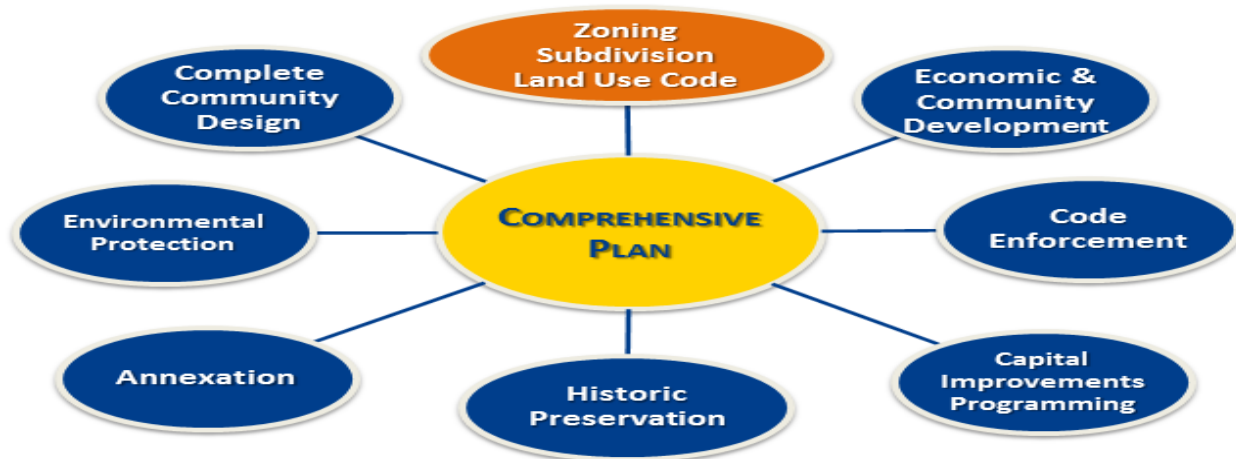 Zoning
Subdivision
Land Use Code
Complete
Community
Design
Economic &
Community
Development
Environmental
Protection
COMPREHENSIVE
PLAN
Code
Enforcement
Annexation
Historic
Preservation
Capital
Improvements
Programming